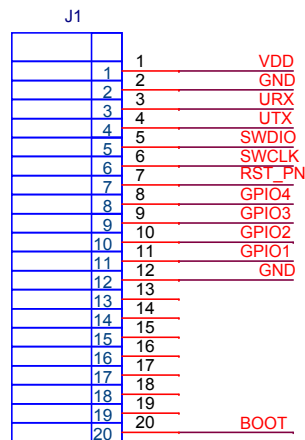 J1
1 VDD
1
2 GND
2
3 URX
3
4 UTX
4
5 SWDIO
5
6 SWCLK
6
7 RST_PN
7
8 GPIO4
8
9 GPIO3
9
10 GPIO2
10
11 GPIO1
11
12 GND
12
13
13
14
14
15
15
16
16
17
17
18
18
19
19
20 BOOT
20